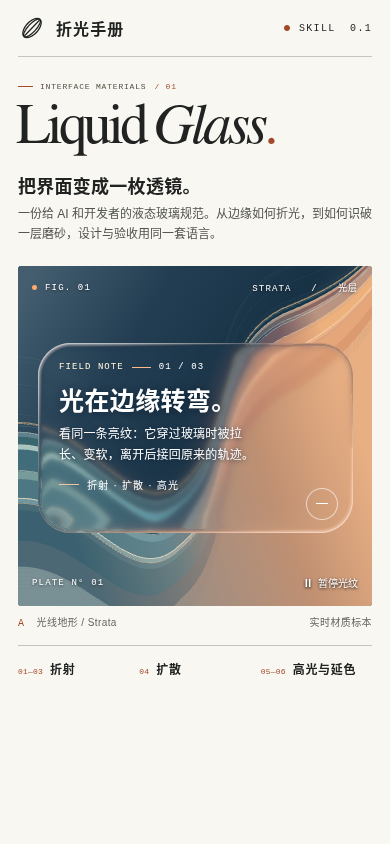 折光手册
SKILL 0.1
INTERFACE MATERIALS / 01
Liquid Glass.
把界面变成一枚透镜。
一份给 AI 和开发者的液态玻璃规范。从边缘如何折光，到如何识破
一层磨砂，设计与验收用同一套语言。
FIG. 01
STRATA / 光层
FIELD NOTE —— 01 / 03
光在边缘转弯。
看同一条亮纹：它穿过玻璃时被拉
长、变软，离开后接回原来的轨迹。
折射 · 扩散 · 高光
PLATE N° 01
暂停光纹
A 光线地形 / Strata
实时材质标本
01—03 折射
04 扩散
05—06 高光与延色